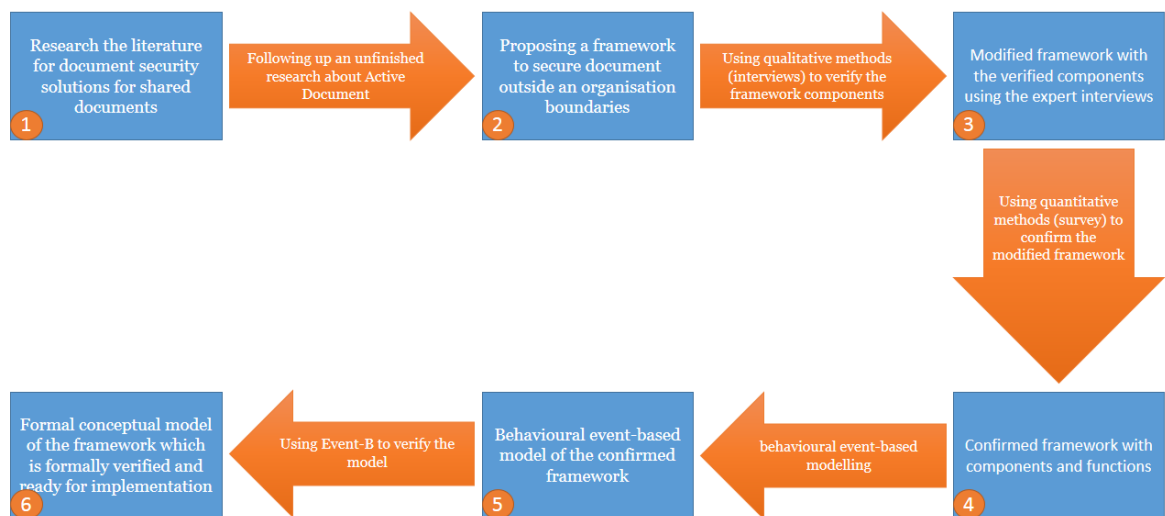 Research the literature
for document security
solutions for shared
documents
1
Following up an unfinished
research about Active
Document
Proposing a framework
to secure document
outside an organisation
boundaries
2
Using qualitative methods
(interviews) to verify the
framework components
Modified framework with
the verified components
using the expert interviews
3
Using quantitative
methods (survey) to
confirm the
modified framework
Confirmed framework with
components and functions
4
behavioural event-based
modelling
Behavioural event-based
model of the confirmed
framework
5
Using Event-B to verify the
model
Formal conceptual model
of the framework which
is formally verified and
ready for implementation
6